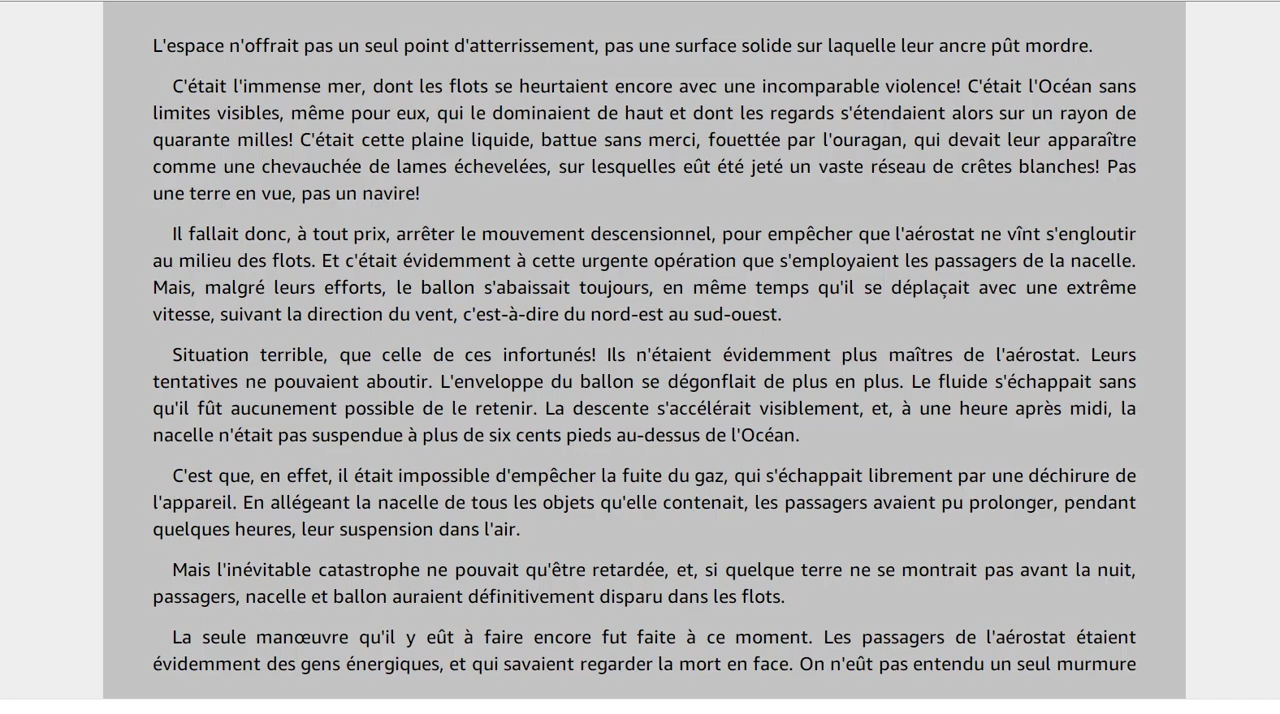 L'espace n'offrait pas un seul point d'atterrissement, pas une surface solide sur laquelle leur ancre pût mordre.
C'était l'immense mer, dont les flots se heurtaient encore avec une incomparable violence! C'était l'Océan sans
limites visibles, même pour eux, qui le dominaient de haut et dont les regards s'étendaient alors sur un rayon de
quarante milles! C'était cette plaine liquide, battue sans merci, fouettée par l'ouragan, qui devait leur apparaître
comme une chevauchée de lames échevelées, sur lesquelles eût été jeté un vaste réseau de crêtes blanches! Pas
une terre en vue, pas un navire!
Il fallait donc, à tout prix, arrêter le mouvement descensionnel, pour empêcher que l'aérostat ne vînt s'engloutir
au milieu des flots. Et c'était évidemment à cette urgente opération que s'employaient les passagers de la nacelle.
Mais, malgré leurs efforts, le ballon s'abaissait toujours, en même temps qu'il se déplaçait avec une extrême
vitesse, suivant la direction du vent, c'est-à-dire du nord-est au sud-ouest.
Situation terrible, que celle de ces infortunés! Ils n'étaient évidemment plus maîtres de l'aérostat. Leurs
tentatives ne pouvaient aboutir. L'enveloppe du ballon se dégonflait de plus en plus. Le fluide s'échappait sans
qu'il fût aucunement possible de le retenir. La descente s'accélérait visiblement, et, à une heure après midi, la
nacelle n'était pas suspendue à plus de six cents pieds au-dessus de l'Océan.
C'est que, en effet, il était impossible d'empêcher la fuite du gaz, qui s'échappait librement par une déchirure de
l'appareil. En allégeant la nacelle de tous les objets qu'elle contenait, les passagers avaient pu prolonger, pendant
quelques heures, leur suspension dans l'air.
Mais l'inévitable catastrophe ne pouvait qu'être retardée, et, si quelque terre ne se montrait pas avant la nuit,
passagers, nacelle et ballon auraient définitivement disparu dans les flots.
La seule manœuvre qu'il y eût à faire encore fut faite à ce moment. Les passagers de l'aérostat étaient
évidemment des gens énergiques, et qui savaient regarder la mort en face. On n'eût pas entendu un seul murmure